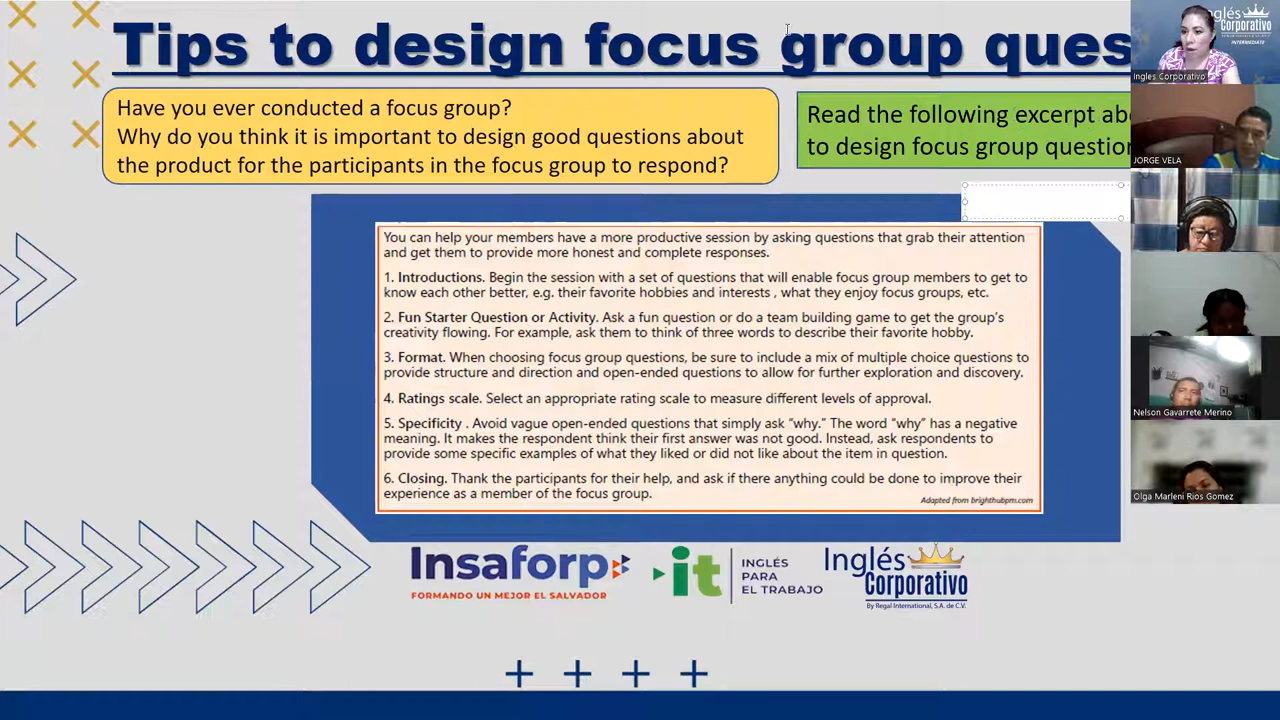 Tips to design focus group ques
Have you ever conducted a focus group?
Why do you think it is important to design good questions about
the product for the participants in the focus group to respond?
Read the following excerpt ab
to design focus group question
You can help your members have a more productive session by asking questions that grab their attention
and get them to provide more honest and complete responses.
1. Introductions. Begin the session with a set of questions that will enable focus group members to get to
know each other better, e.g. their favorite hobbies and interests , what they enjoy focus groups, etc.
2. Fun Starter Question or Activity. Ask a fun question or do a team building game to get the group's
creativity flowing. For example, ask them to think of three words to describe their favorite hobby.
3. Format. When choosing focus group questions, be sure to include a mix of multiple choice questions to
provide structure and direction and open-ended questions to allow for further exploration and discovery.
4. Ratings scale. Select an appropriate rating scale to measure different levels of approval.
5. Specificity . Avoid vague open-ended questions that simply ask "why." The word "why" has a negative
meaning. It makes the respondent think their first answer was not good. Instead, ask respondents to
provide some specific examples of what they liked or did not like about the item in question.
6. Closing. Thank the participants for their help, and ask if there anything could be done to improve their
experience as a member of the focus group.
Adapted from brighthubpm.com
Insaforp
FORMANDO UN MEJOR EL SALVADOR
it
INGLÉS
PARA
EL TRABAJO
Inglés
Corporativo
By Regal International, S.A. de C.V.
Inglés
Corporativo
INTERMEDIATE
Ingles Corporativo
JORGE VELA
Nelson Gavarrete Merino
Olga Marleni Rios Gomez